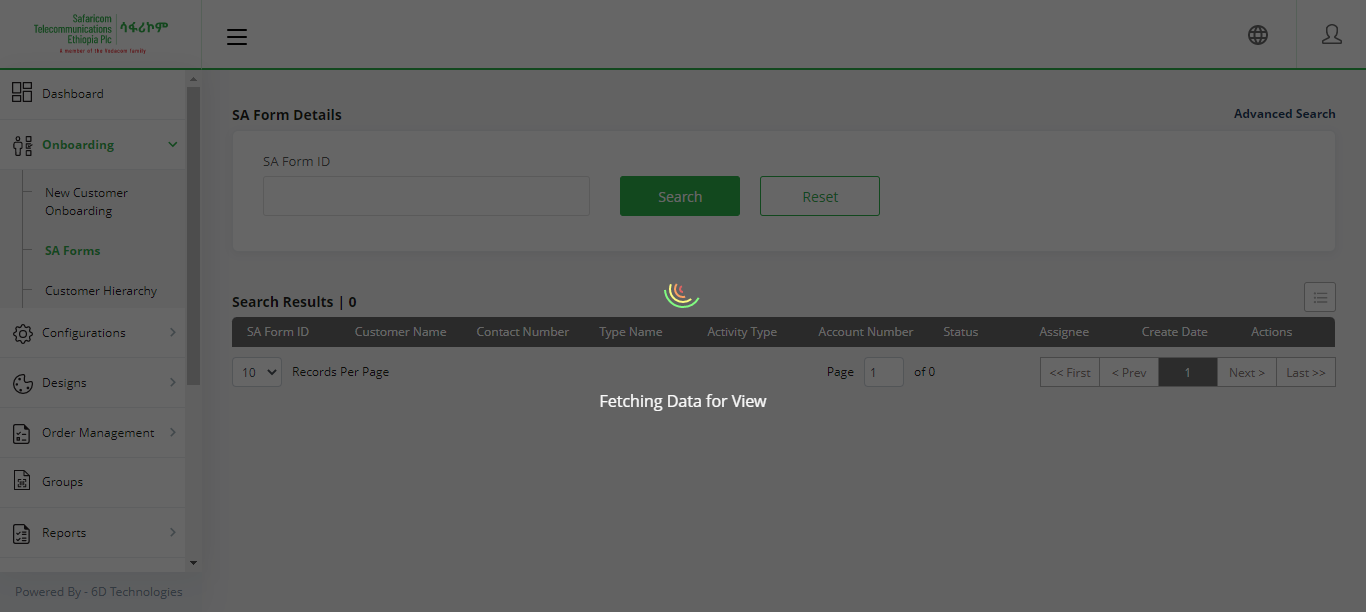 Safaricom
Telecommunications
Ethiopia Plc
ሳፋሪኮም
A member of the Vodacom family
Dashboard
Onboarding
New Customer
Onboarding
SA Forms
Customer Hierarchy
Configurations
Designs
Order Management
Groups
Reports
Powered By - 6D Technologies
SA Form Details
Advanced Search
SA Form ID
Search
Reset
Search Results | 0
SA Form ID Customer Name Contact Number Type Name Activity Type Account Number Status Assignee Create Date Actions
10 Records Per Page Page 1 of 0 << First < Prev 1 Next > Last >>
Fetching Data for View